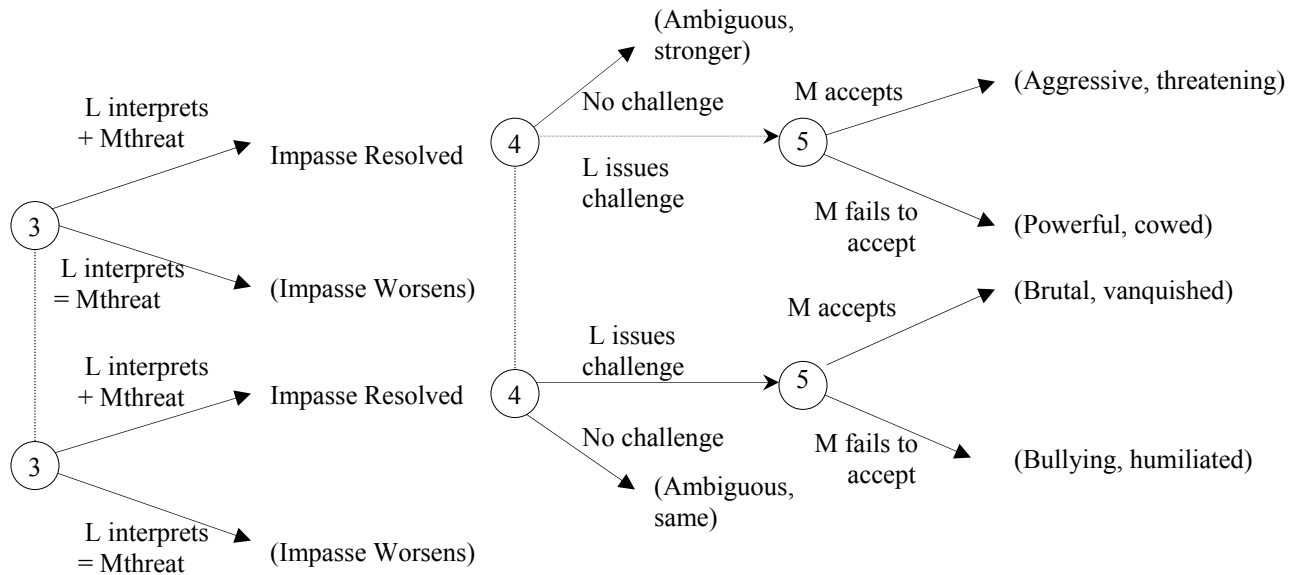 (Ambiguous,
stronger)
L interprets
+ Mthreat
No challenge
M accepts
(Aggressive, threatening)
Impasse Resolved
4
5
L issues
challenge
3
M fails to
accept
(Powerful, cowed)
L interprets
= Mthreat
(Impasse Worsens)
M accepts
(Brutal, vanquished)
L issues
challenge
L interprets
+ Mthreat
Impasse Resolved
4
5
No challenge
M fails to
accept
(Bullying, humiliated)
3
(Ambiguous,
same)
L interprets
= Mthreat
(Impasse Worsens)